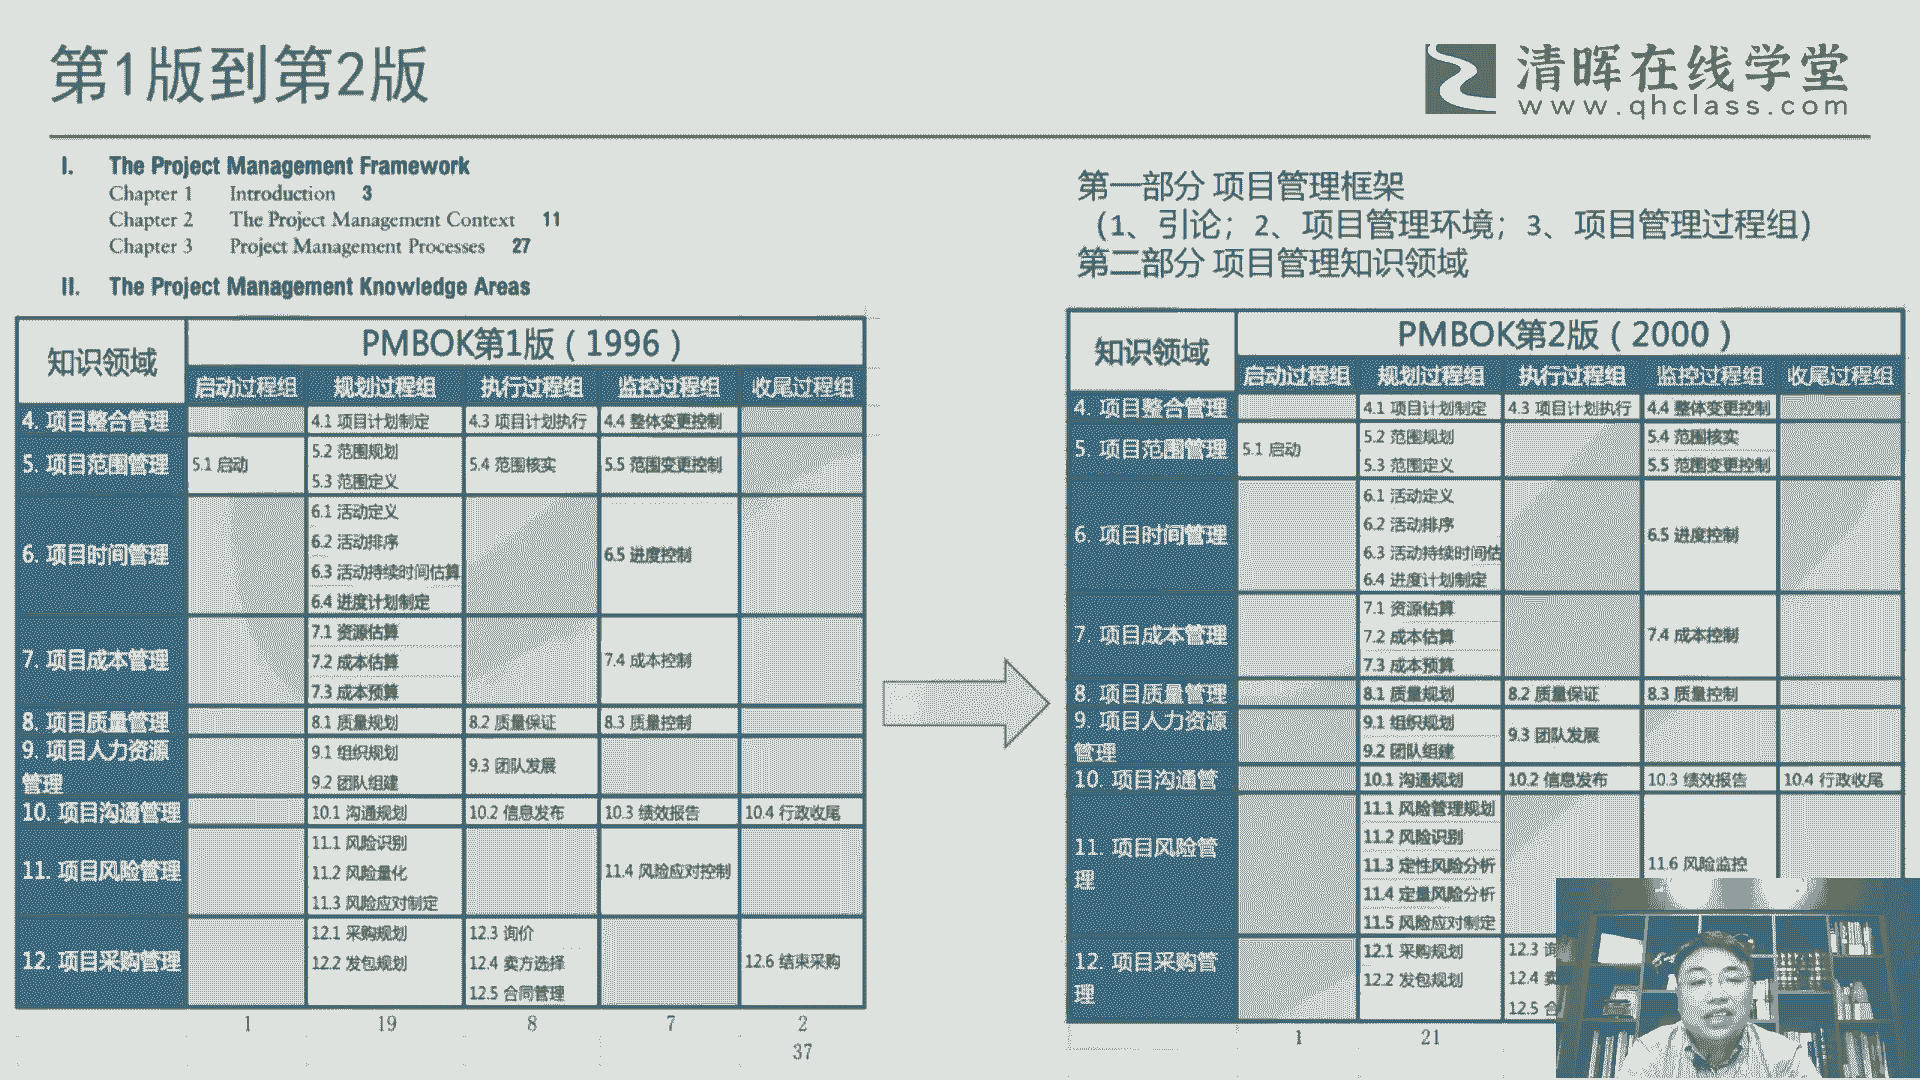 第1版到第2版
清晖在线学堂
www.qhclass.com
I. The Project Management Framework
Chapter 1 Introduction 3
Chapter 2 The Project Management Context 11
Chapter 3 Project Management Processes 27
II. The Project Management Knowledge Areas
第一部分 项目管理框架
（1、引论；2、项目管理环境；3、项目管理过程组）
第二部分 项目管理知识领域
知识领域
PMBOK第1版（1996）
启动过程组 规划过程组 执行过程组 监控过程组 收尾过程组
4. 项目整合管理 4.1 项目计划制定 4.3 项目计划执行 4.4 整体变更控制
5. 项目范围管理 5.1 启动
5.2 范围规划
5.3 范围定义
5.4 范围核实
5.5 范围变更控制
6. 项目时间管理
6.1 活动定义
6.2 活动排序
6.3 活动持续时间估算
6.4 进度计划制定
6.5 进度控制
7. 项目成本管理
7.1 资源估算
7.2 成本估算
7.3 成本预算
7.4 成本控制
8. 项目质量管理 8.1 质量规划 8.2 质量保证 8.3 质量控制
9. 项目人力资源
管理
9.1 组织规划
9.2 团队组建
9.3 团队发展
10. 项目沟通管理 10.1 沟通规划 10.2 信息发布 10.3 绩效报告 10.4 行政收尾
11. 项目风险管理
11.1 风险识别
11.2 风险量化
11.3 风险应对制定
11.4 风险应对控制
12. 项目采购管理
12.1 采购规划
12.2 发包规划
12.3 询价
12.4 卖方选择
12.5 合同管理
12.6 结束采购
1 19 8 7 2
37
知识领域
PMBOK第2版（2000）
启动过程组 规划过程组 执行过程组 监控过程组 收尾过程组
4. 项目整合管理 4.1 项目计划制定 4.3 项目计划执行 4.4 整体变更控制
5. 项目范围管理 5.1 启动
5.2 范围规划
5.3 范围定义
5.4 范围核实
5.5 范围变更控制
6. 项目时间管理
6.1 活动定义
6.2 活动排序
6.3 活动持续时间估
6.4 进度计划制定
6.5 进度控制
7. 项目成本管理
7.1 资源估算
7.2 成本估算
7.3 成本预算
7.4 成本控制
8. 项目质量管理 8.1 质量规划 8.2 质量保证 8.3 质量控制
9. 项目人力资源
管理
9.1 组织规划
9.2 团队组建
9.3 团队发展
10. 项目沟通管 10.1 沟通规划 10.2 信息发布 10.3 绩效报告 10.4 行政收尾
11. 项目风险管
理
11.1 风险管理规划
11.2 风险识别
11.3 定性风险分析
11.4 定量风险分析
11.5 风险应对制定
11.6 风险监控
12. 项目采购管
理
12.1 采购规划
12.2 发包规划
12.3
12.4
12.5
1 21